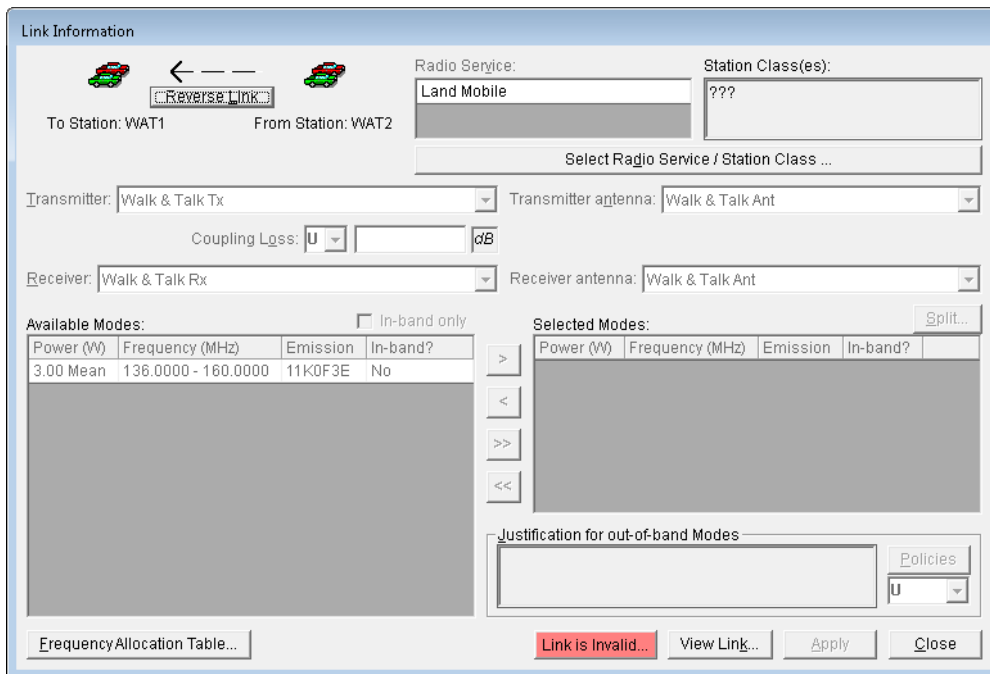 Link Information
Reverse Link
To Station: WAT1
From Station: WAT2
Radio Service:
Land Mobile
Station Class(es):
???
Select Radio Service / Station Class ...
Transmitter: Walk & Talk Tx
Transmitter antenna: Walk & Talk Ant
Coupling Loss: U dB
Receiver: Walk & Talk Rx
Receiver antenna: Walk & Talk Ant
Available Modes:
In-band only
Power (W) Frequency (MHz) Emission In-band?
3.00 Mean 136.0000 - 160.0000 11K0F3E No
>
<
>>
<<
Selected Modes:
Split...
Power (W) Frequency (MHz) Emission In-band?
Justification for out-of-band Modes
Policies
U
Frequency Allocation Table...
Link is Invalid...
View Link...
Apply
Close